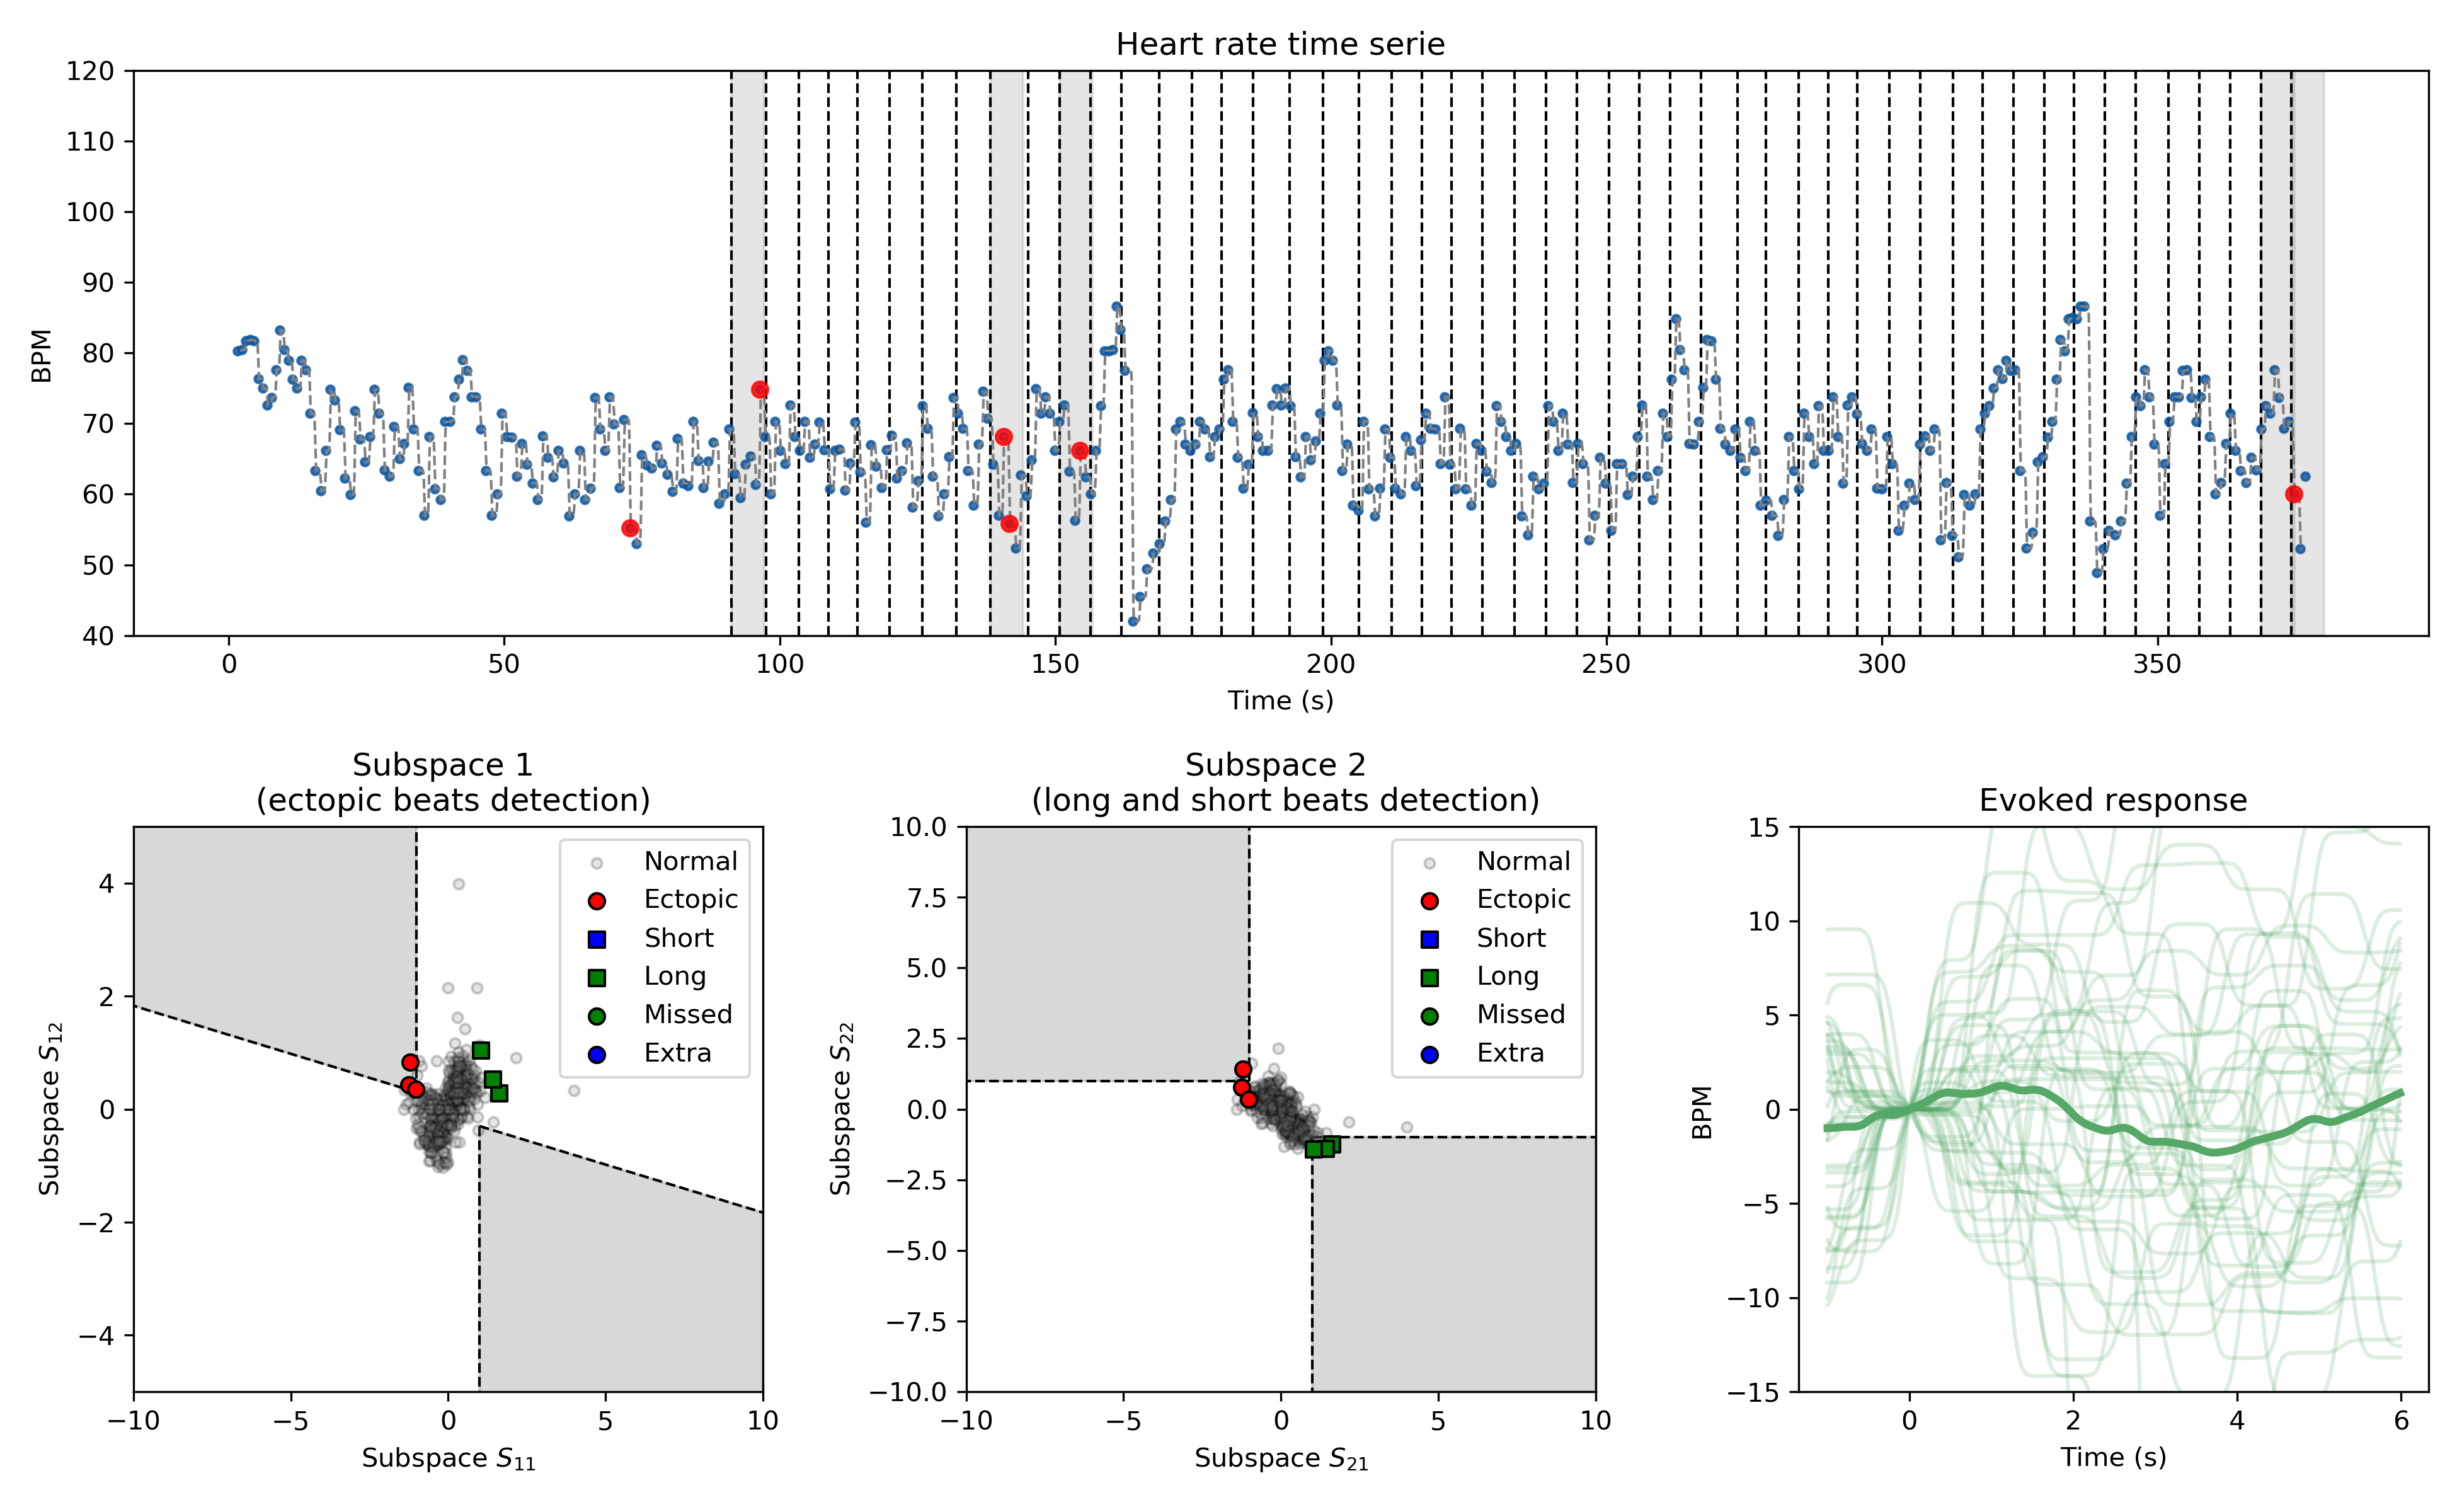 Heart rate time serie
120
110
100
90
80
70
60
50
40
BPM
0 50 100 150 200 250 300 350
Time (s)
Subspace 1
(ectopic beats detection)
4
2
0
−2
−4
Subspace S12
Normal
Ectopic
Short
Long
Missed
Extra
−10 −5 0 5 10
Subspace S11
Subspace 2
(long and short beats detection)
10.0
7.5
5.0
2.5
0.0
−2.5
−5.0
−7.5
−10.0
Subspace S22
Normal
Ectopic
Short
Long
Missed
Extra
−10 −5 0 5 10
Subspace S21
Evoked response
15
10
5
0
−5
−10
−15
BPM
0 2 4 6
Time (s)